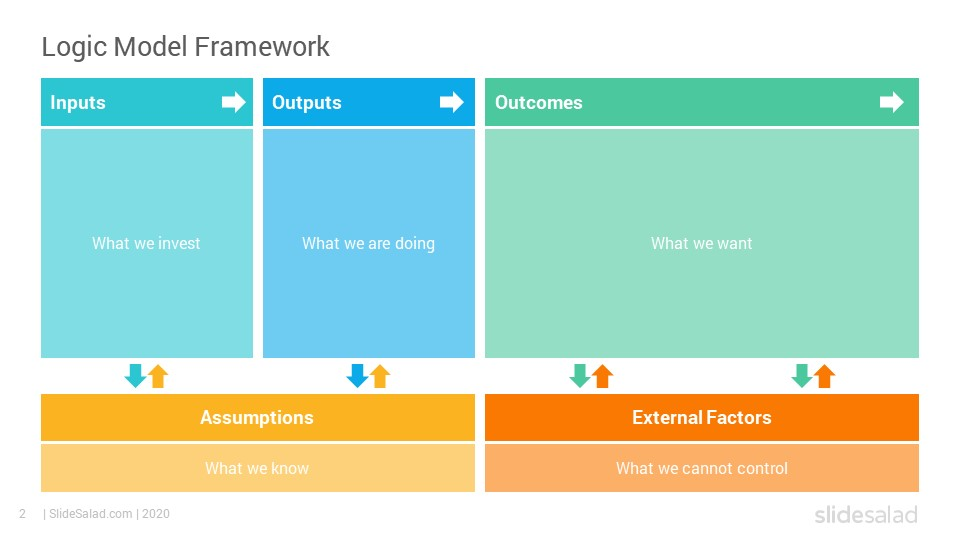 Logic Model Framework
Inputs
Outputs
Outcomes
What we invest
What we are doing
What we want
Assumptions
External Factors
What we know
What we cannot control
2 | SlideSalad.com | 2020
slidesalad